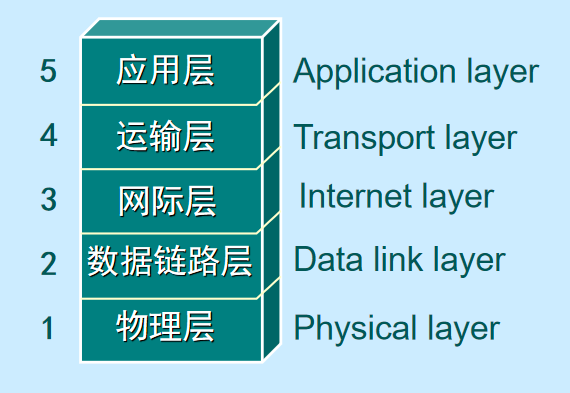 5 应用层 Application layer
4 运输层 Transport layer
3 网际层 Internet layer
2 数据链路层 Data link layer
1 物理层 Physical layer